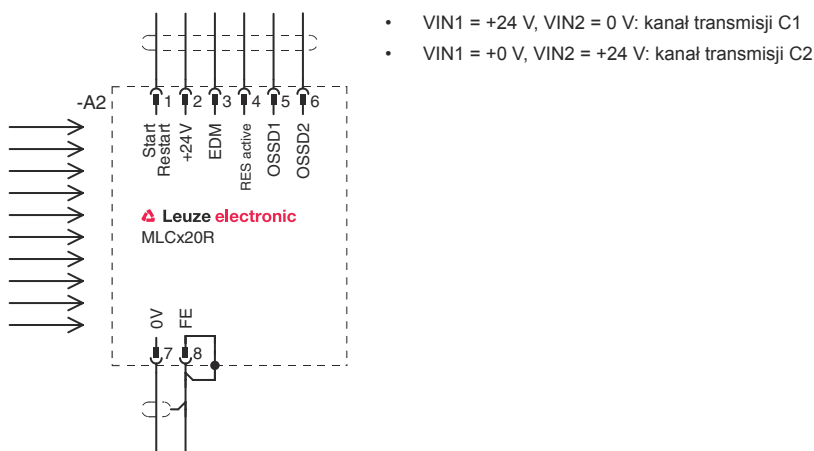 • VIN1 = +24 V, VIN2 = 0 V: kanał transmisji C1
• VIN1 = +0 V, VIN2 = +24 V: kanał transmisji C2
-A2
1 2 3 4 5 6
Start
Restart
+24V
EDM
RES active
OSSD1
OSSD2
Leuze electronic
MLCx20R
0V
FE
7 8